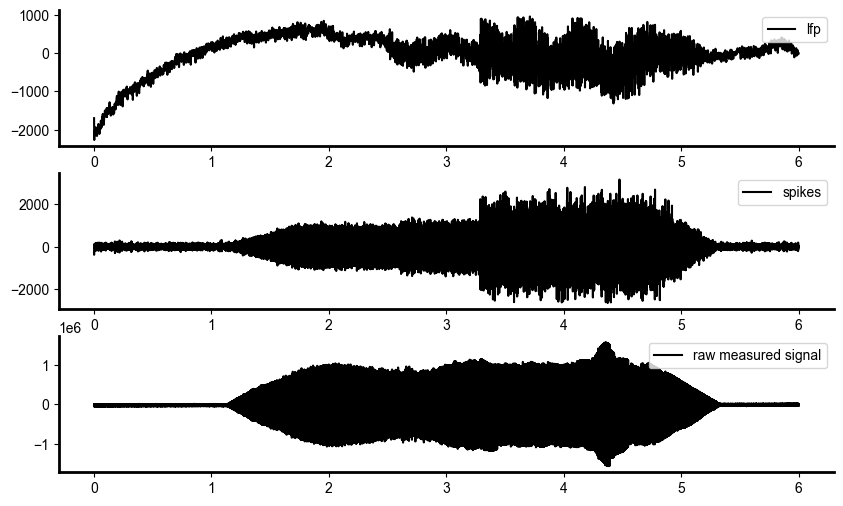 1000
0
−1000
−2000
lfp
0 1 2 3 4 5 6
2000
0
−2000
spikes
0 1 2 3 4 5 6
1e6
1
0
−1
raw measured signal
0 1 2 3 4 5 6